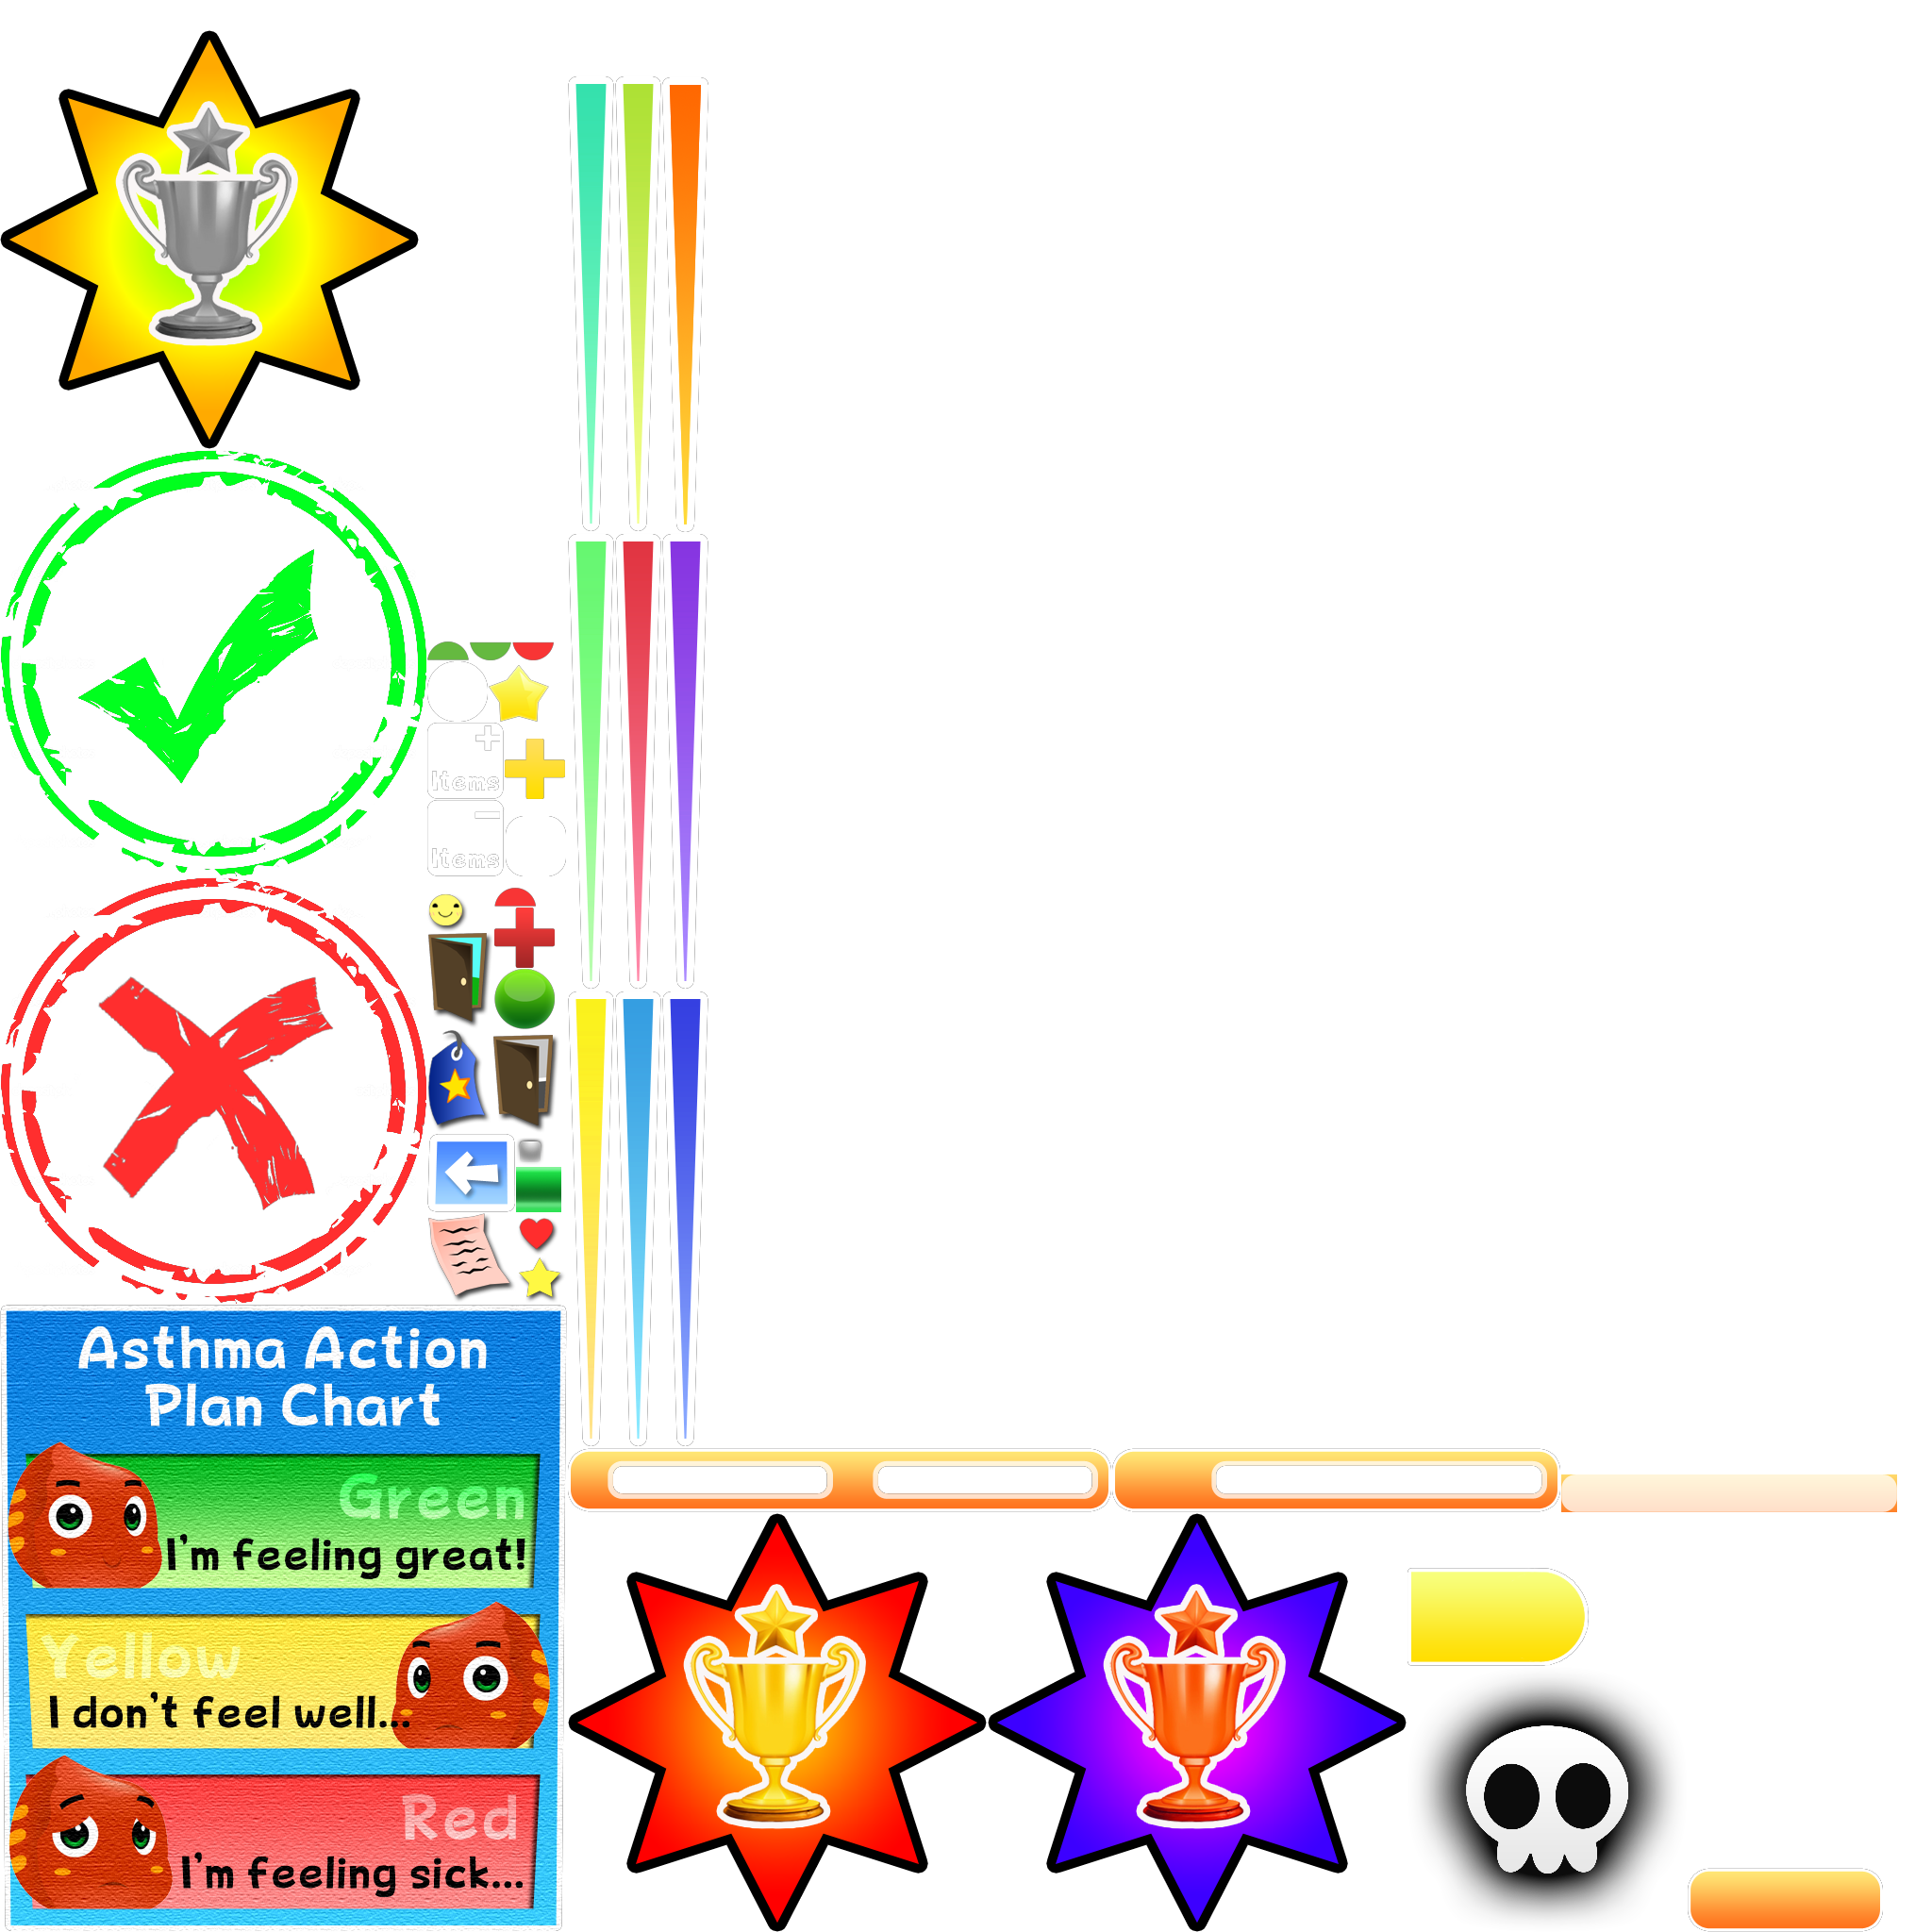 Items
Items
Asthma Action
Plan Chart
Green
I'm feeling great!
Yellow
I don't feel well...
Red
I'm feeling sick...